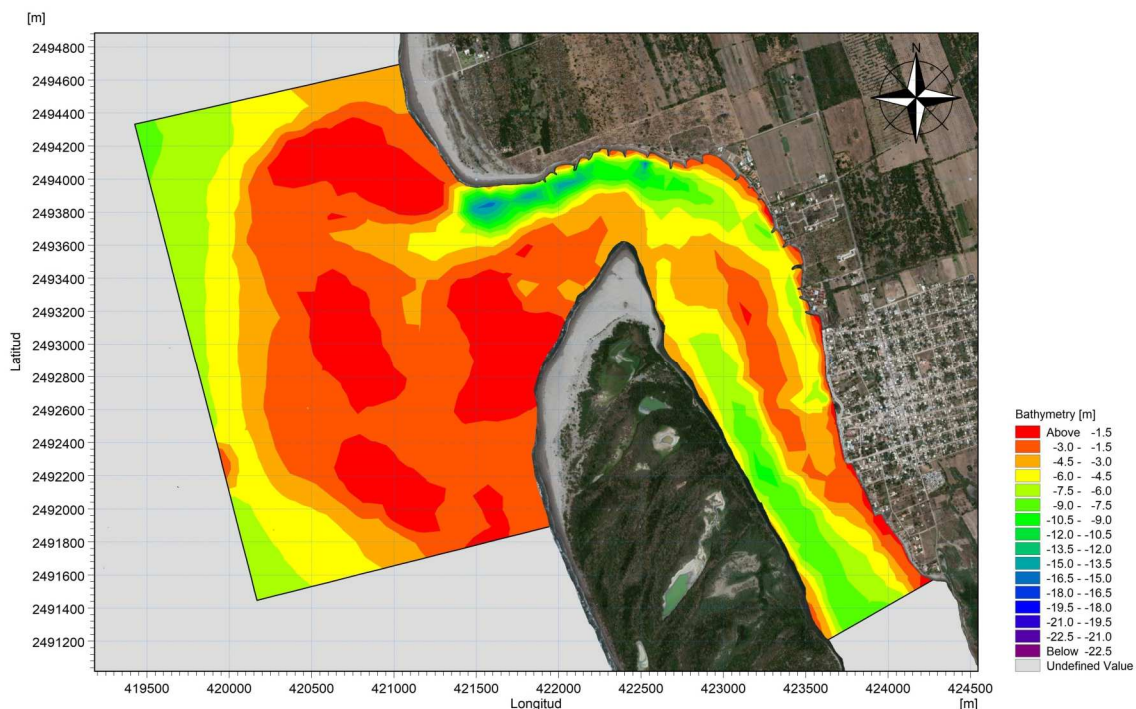 [m]
N
2494800
2494600
2494400
2494200
2494000
2493800
2493600
2493400
2493200
2493000
2492800
2492600
2492400
2492200
2492000
2491800
2491600
2491400
2491200
Latitud
419500 420000 420500 421000 421500 422000 422500 423000 423500 424000 424500
Longitud [m]
Bathymetry [m]
Above -1.5
-3.0 - -1.5
-4.5 - -3.0
-6.0 - -4.5
-7.5 - -6.0
-9.0 - -7.5
-10.5 - -9.0
-12.0 - -10.5
-13.5 - -12.0
-15.0 - -13.5
-16.5 - -15.0
-18.0 - -16.5
-19.5 - -18.0
-21.0 - -19.5
-22.5 - -21.0
Below -22.5
Undefined Value